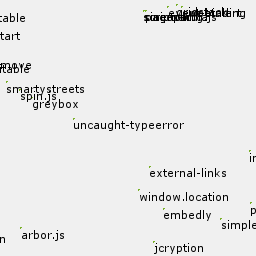 table
tart
move
table
smartystreets
spin.js
greybox
uncaught-typeerror
external-links
in
window.location
embedly
simple
arbor.js
n
jcryption